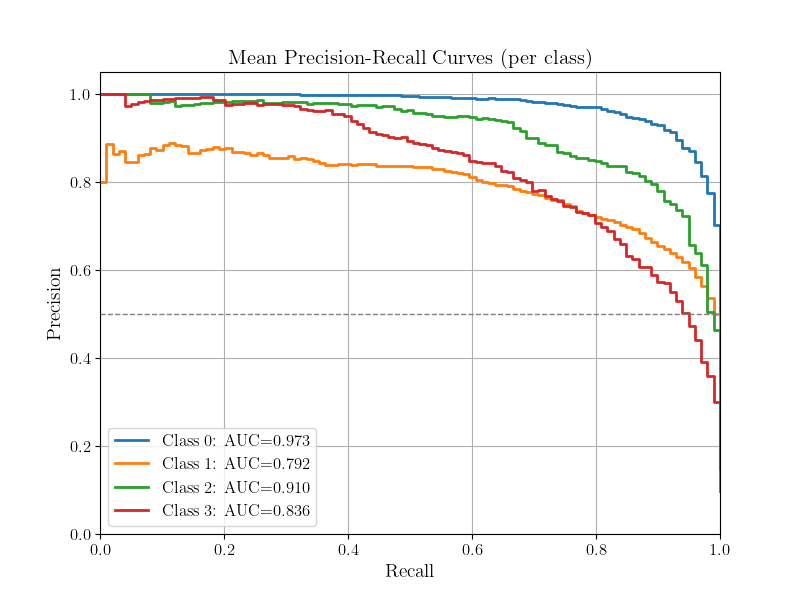 Mean Precision-Recall Curves (per class)
1.0
0.8
0.6
0.4
0.2
0.0
Precision
Class 0: AUC=0.973
Class 1: AUC=0.792
Class 2: AUC=0.910
Class 3: AUC=0.836
0.0 0.2 0.4 0.6 0.8 1.0
Recall